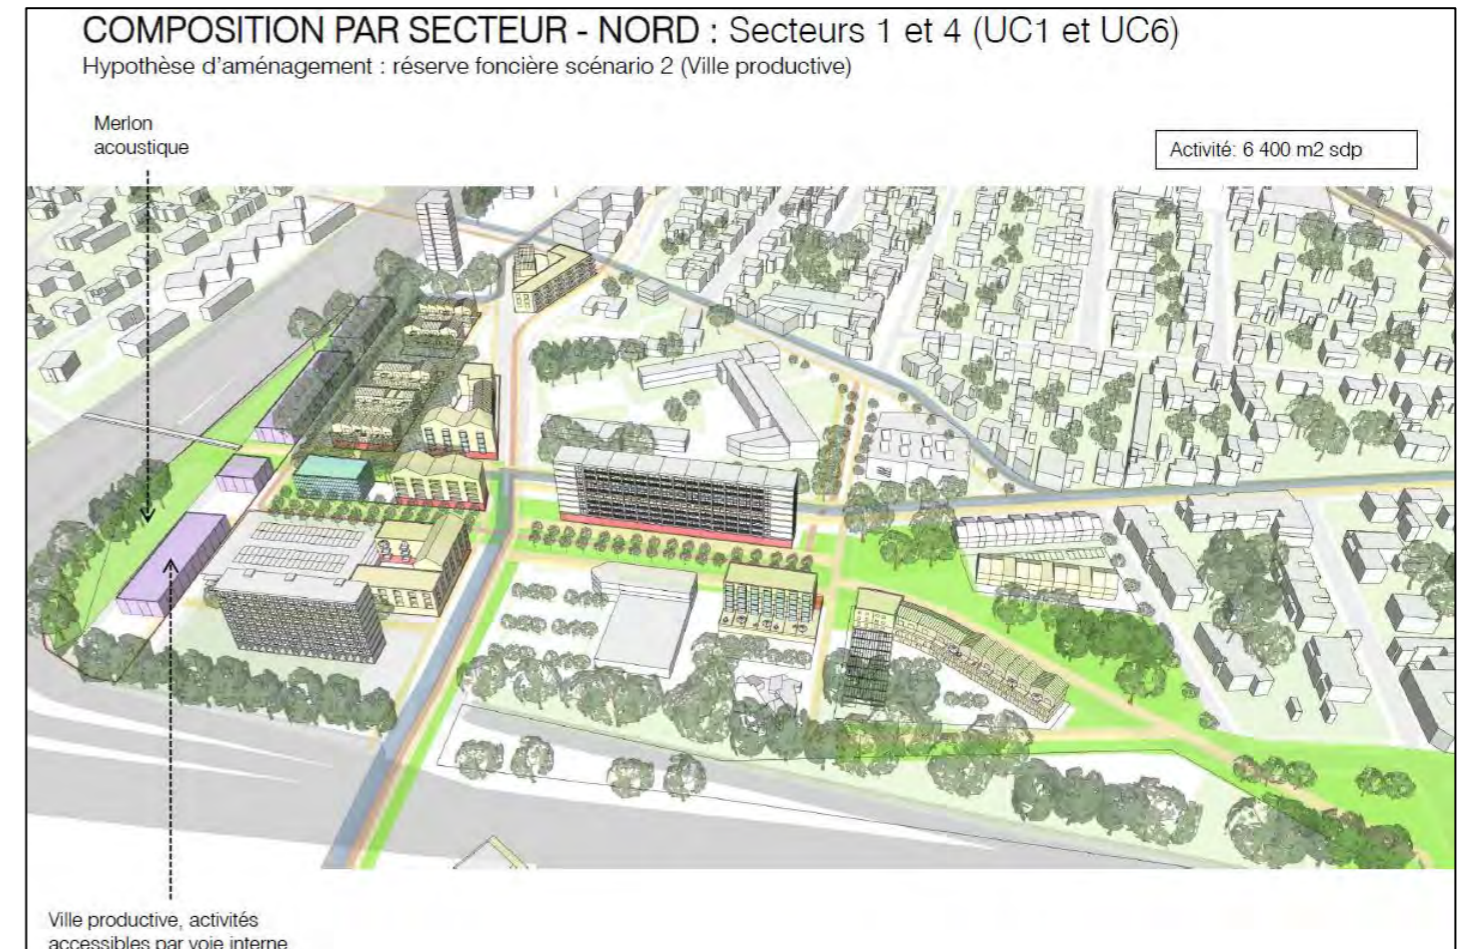 COMPOSITION PAR SECTEUR - NORD : Secteurs 1 et 4 (UC1 et UC6)
Hypothèse d'aménagement : réserve foncière scénario 2 (Ville productive)
Merlon
acoustique
Activité: 6 400 m2 sdp
Ville productive, activités
accessibles par voie interne